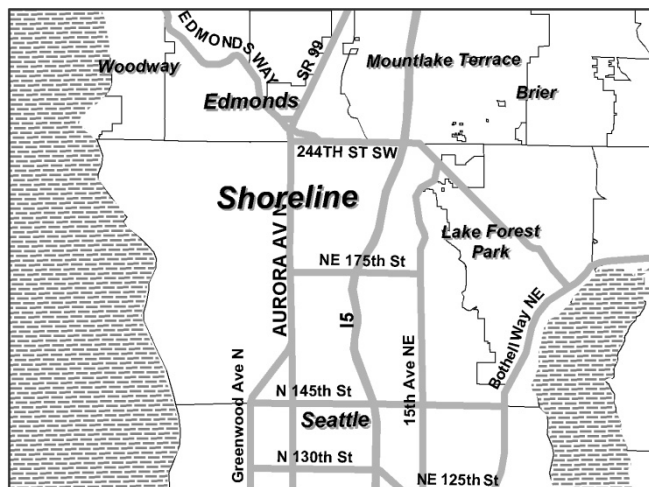 EDMONDS WAY
SR 99
Woodway
Mountlake Terrace
Edmonds
Brier
244TH ST SW
Shoreline
AURORA AV N
Lake Forest
Park
NE 175th St
I5
15th Ave NE
Bothell Way NE
Greenwood Ave N
N 145th St
Seattle
N 130th St
NE 125th St